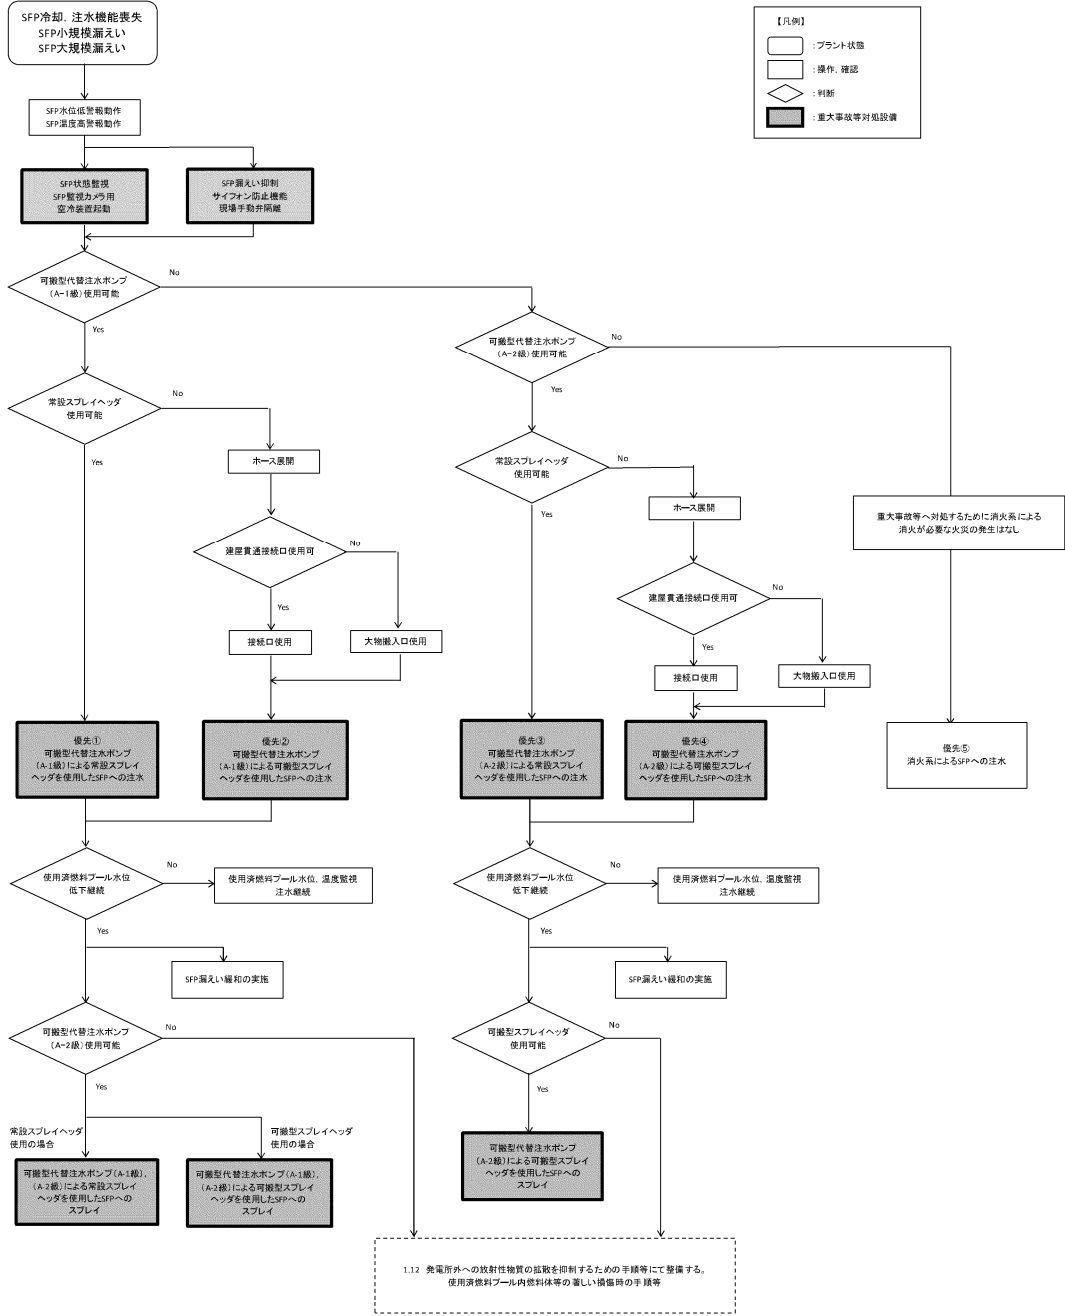 SFP冷却，注水機能喪失
SFP小規模漏えい
SFP大規模漏えい
【凡例】
：プラント状態
：操作，確認
：判断
：重大事故等対処設備
SFP水位低警報動作
SFP温度高警報動作
SFP状態監視
SFP監視カメラ用
空冷装置起動
SFP漏えい抑制
サイフォン防止機能
現場手動弁隔離
可搬型代替注水ポンプ
（A-1級）使用可能
No
Yes
可搬型代替注水ポンプ
（A-2級）使用可能
No
Yes
常設スプレイヘッダ
使用可能
No
Yes
ホース展開
建屋貫通接続口使用可
No
Yes
接続口使用
大物搬入口使用
常設スプレイヘッダ
使用可能
No
Yes
ホース展開
建屋貫通接続口使用可
No
Yes
接続口使用
大物搬入口使用
重大事故等へ対処するために消火系による
消火が必要な火災の発生はなし
優先①
可搬型代替注水ポンプ
（A-1級）による常設スプレイ
ヘッダを使用したSFPへの注水
優先②
可搬型代替注水ポンプ
（A-1級）による可搬型スプレイ
ヘッダを使用したSFPへの注水
優先③
可搬型代替注水ポンプ
（A-2級）による常設スプレイ
ヘッダを使用したSFPへの注水
優先④
可搬型代替注水ポンプ
（A-2級）による可搬型スプレイ
ヘッダを使用したSFPへの注水
優先⑤
消火系によるSFPへの注水
使用済燃料プール水位
低下継続
No
Yes
使用済燃料プール水位，温度監視
注水継続
SFP漏えい緩和の実施
可搬型代替注水ポンプ
（A-2級）使用可能
No
Yes
常設スプレイヘッダ
使用の場合
可搬型スプレイヘッダ
使用の場合
可搬型代替注水ポンプ（A-1級），
（A-2級）による常設スプレイ
ヘッダを使用したSFPへの
スプレイ
可搬型代替注水ポンプ（A-1級），
（A-2級）による可搬型スプレイ
ヘッダを使用したSFPへの
スプレイ
使用済燃料プール水位
低下継続
No
Yes
使用済燃料プール水位，温度監視
注水継続
SFP漏えい緩和の実施
可搬型スプレイヘッダ
使用可能
No
Yes
可搬型代替注水ポンプ
（A-2級）による可搬型スプレイ
ヘッダを使用したSFPへの
スプレイ
1.12 発電所外への放射性物質の拡散を抑制するための手順等にて整備する。
使用済燃料プール内燃料体等の著しい損傷時の手順等